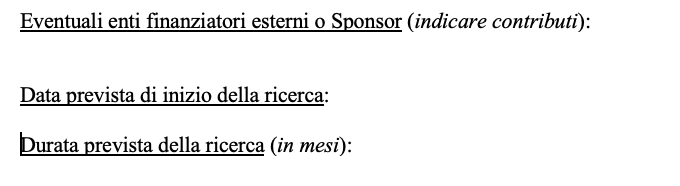 Eventuali enti finanziatori esterni o Sponsor (indicare contributi):
Data prevista di inizio della ricerca:
Durata prevista della ricerca (in mesi):